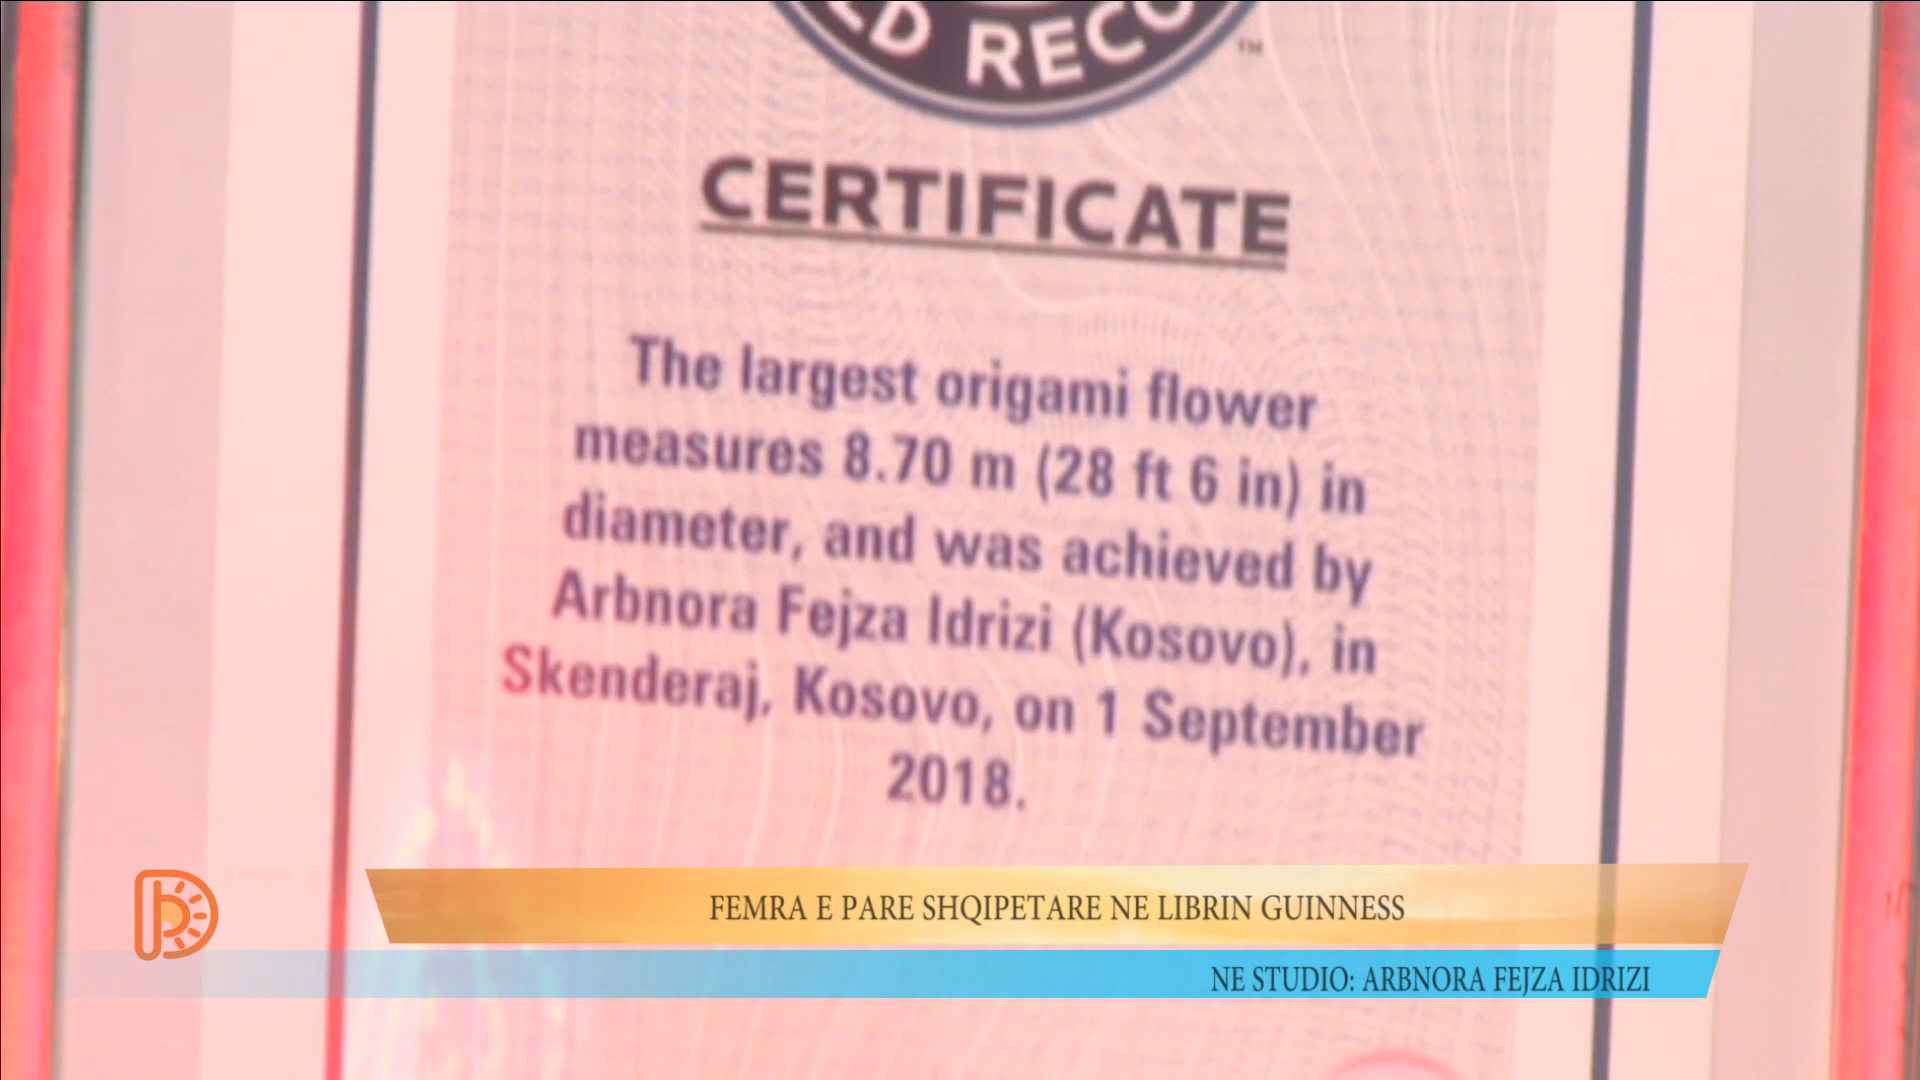 LD RECO
TM
CERTIFICATE
The largest origami flower
measures 8.70 m (28 ft 6 in) in
diameter, and was achieved by
Arbnora Fejza Idrizi (Kosovo), in
Skenderaj, Kosovo, on 1 September
2018.
FEMRA E PARE SHQIPETARE NE LIBRIN GUINNESS
NE STUDIO: ARBNORA FEJZA IDRIZI